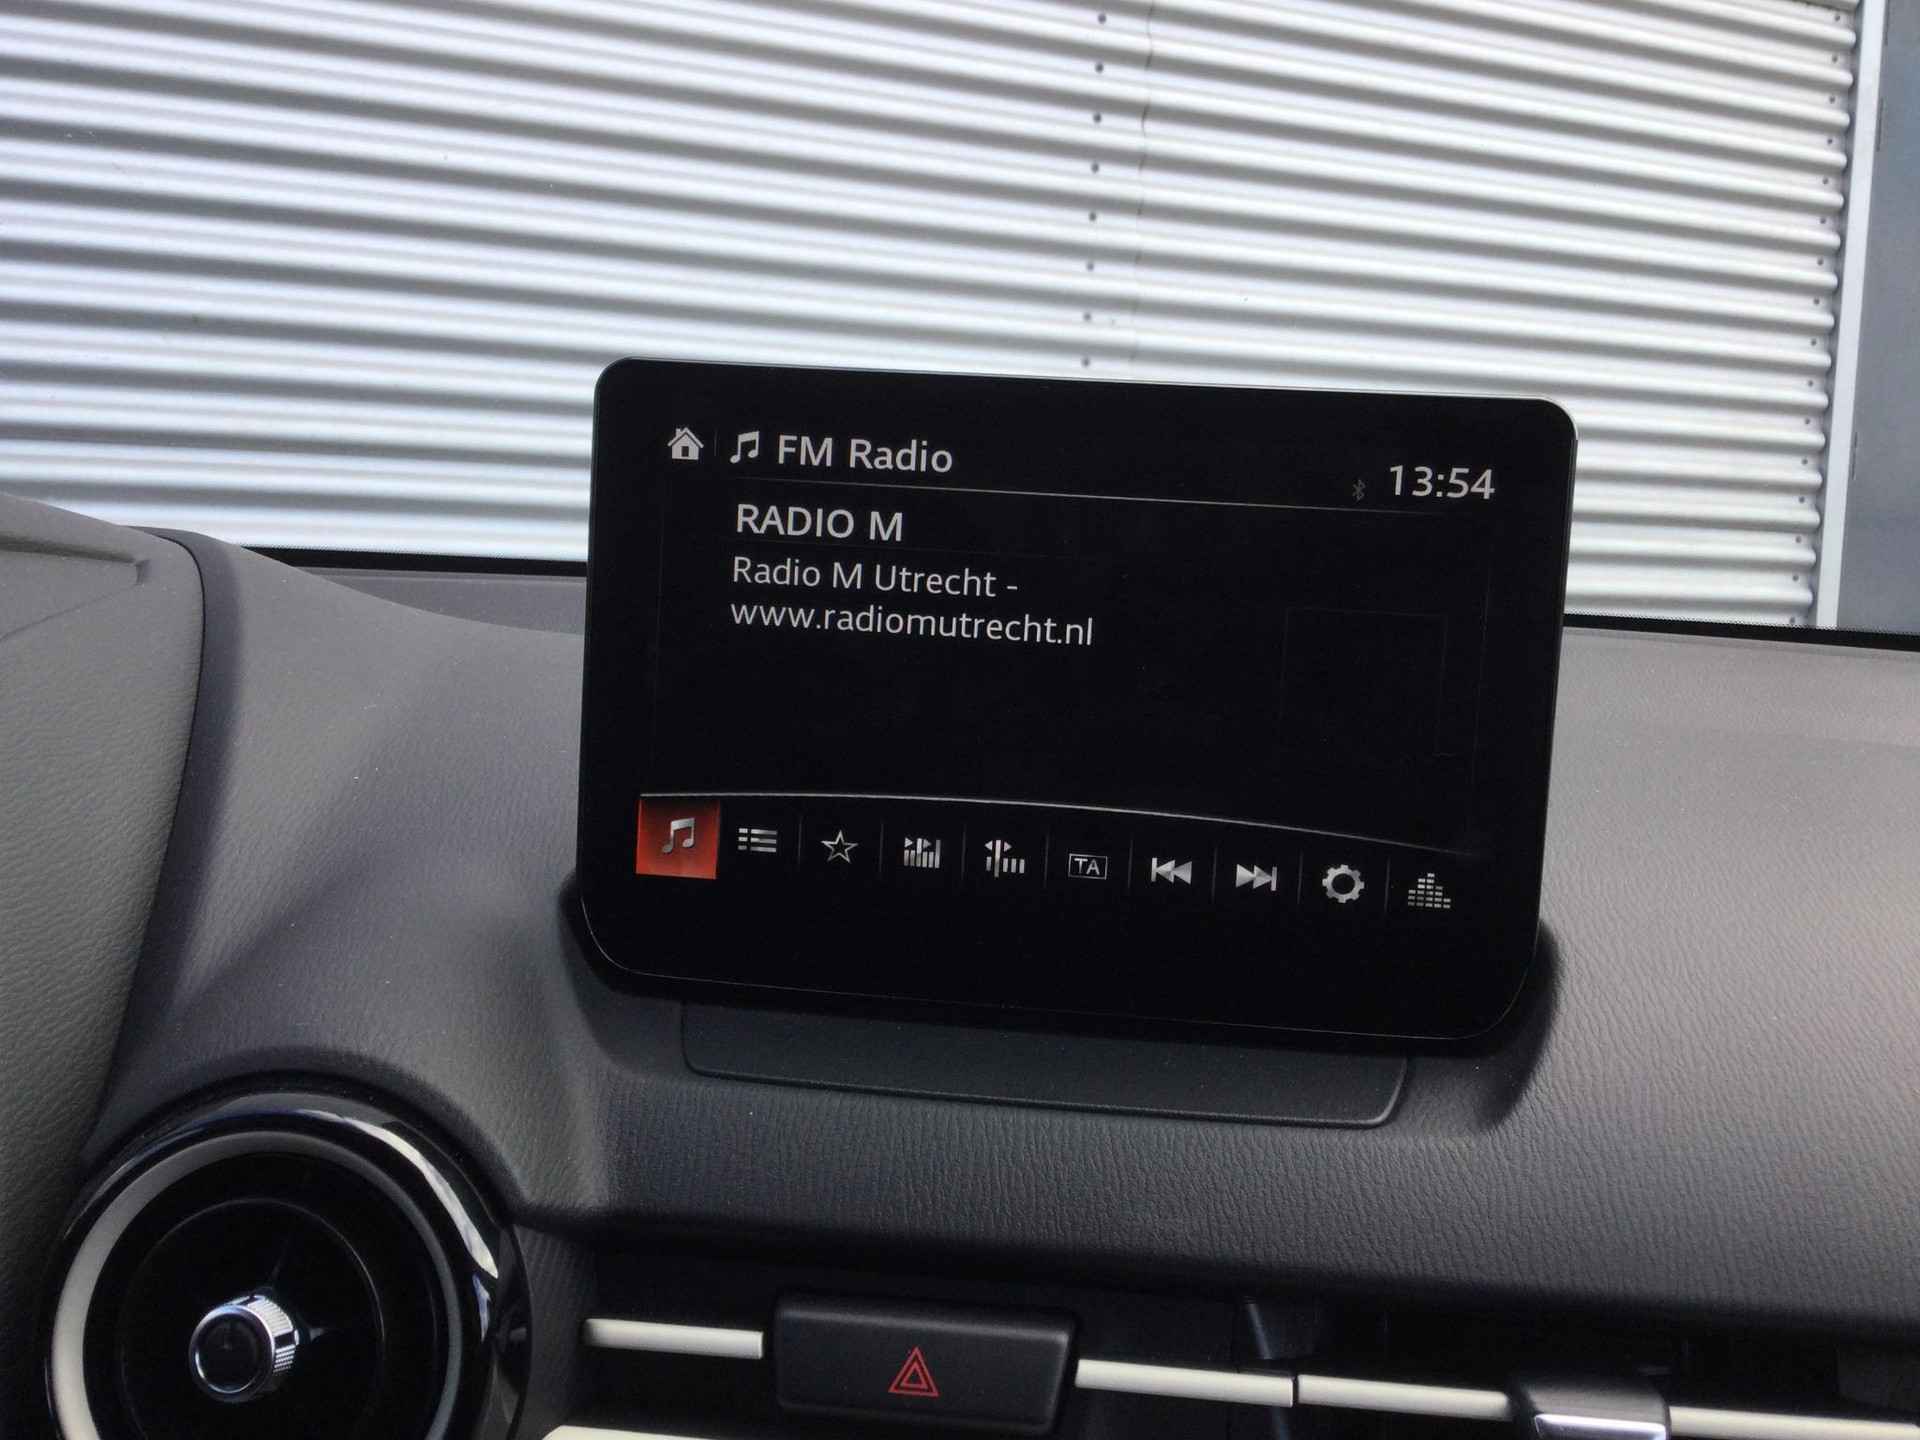 FM Radio
13:54
RADIO M
Radio M Utrecht -
www.radiomutrecht.nl
TA